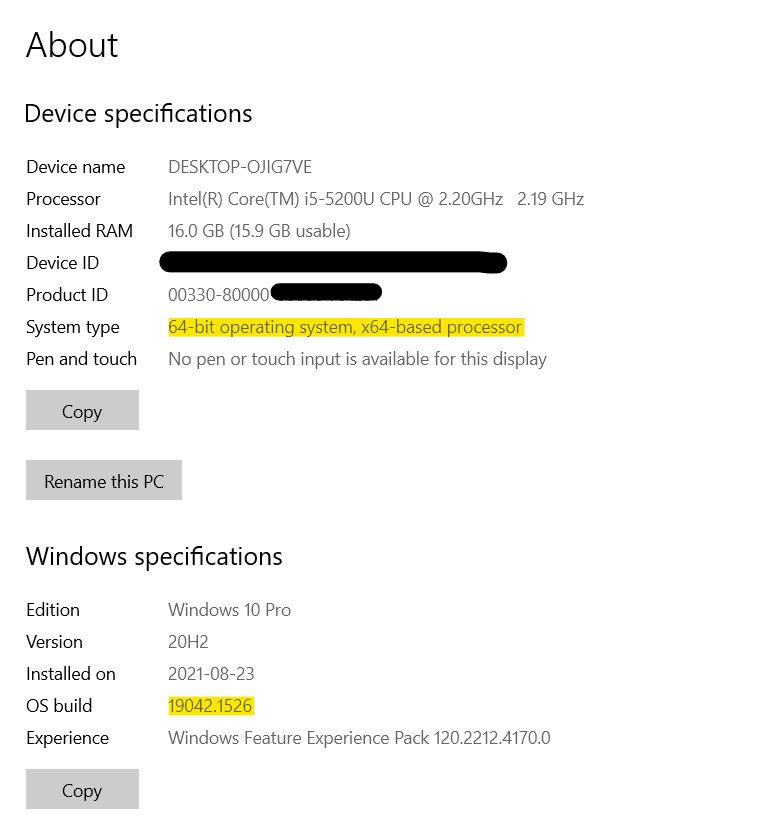 About
Device specifications
Device name DESKTOP-OJIG7VE
Processor Intel(R) Core(TM) i5-5200U CPU @ 2.20GHz 2.19 GHz
Installed RAM 16.0 GB (15.9 GB usable)
Device ID
Product ID 00330-80000
System type 64-bit operating system, x64-based processor
Pen and touch No pen or touch input is available for this display
Copy
Rename this PC
Windows specifications
Edition Windows 10 Pro
Version 20H2
Installed on 2021-08-23
OS build 19042.1526
Experience Windows Feature Experience Pack 120.2212.4170.0
Copy